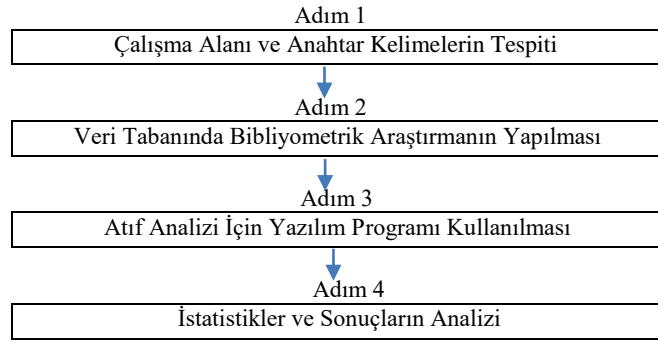 Adım 1
Çalışma Alanı ve Anahtar Kelimelerin Tespiti
Adım 2
Veri Tabanında Bibliyometrik Araştırmanın Yapılması
Adım 3
Atıf Analizi İçin Yazılım Programı Kullanılması
Adım 4
İstatistikler ve Sonuçların Analizi